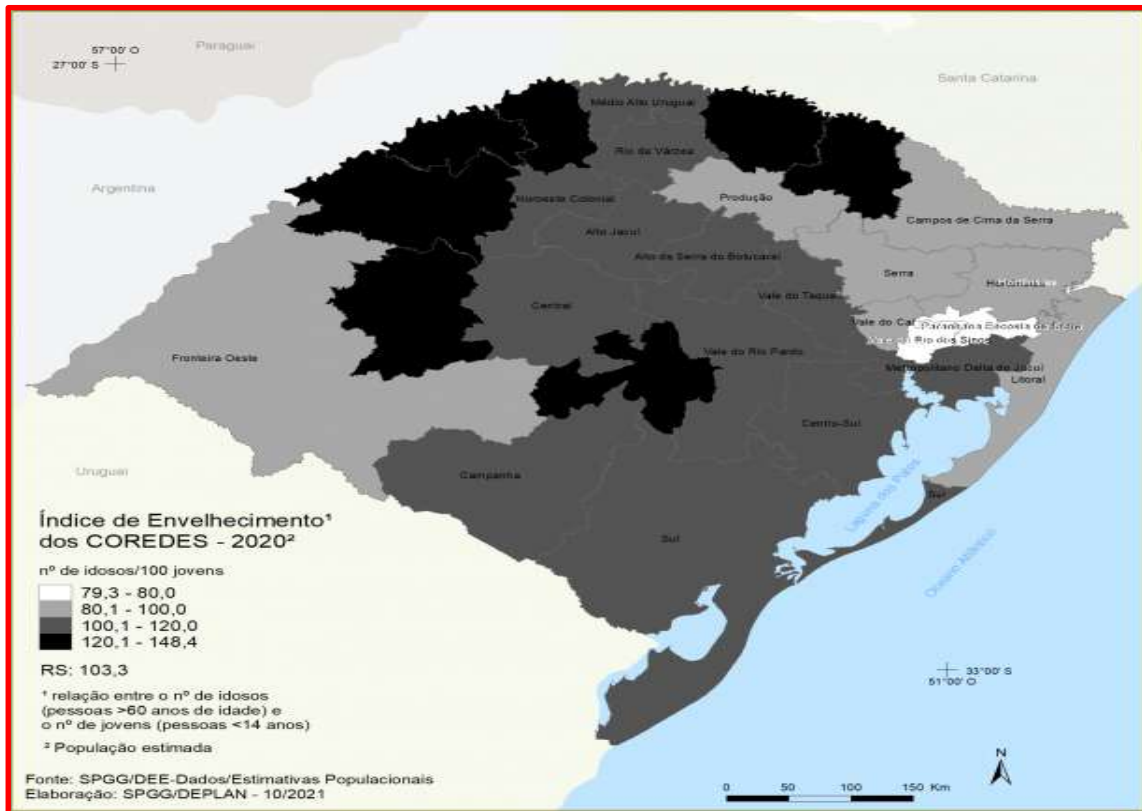 57°00' O
27°00' S
Paraguai
Santa Catarina
Argentina
Médio Alto Uruguai
Rio da Várzea
Noroeste Colonial
Produção
Campos de Cima da Serra
Alto Jacuí
Alto da Serra do Botucaraí
Serra
Central
Vale do
Vale do
Vale do Rio dos Sinos
Fronteira Oeste
Vale do Rio Pardo
Metropolitano Delta do Jacuí
Litoral
Centro-Sul
Uruguai
Campanha
Sul
Sul
Laguna dos Patos
Oceano Atlântico
Índice de Envelhecimento¹
dos COREDES - 2020²
nº de idosos/100 jovens
79,3 - 80,0
80,1 - 100,0
100,1 - 120,0
120,1 - 148,4
RS: 103,3
¹ relação entre o nº de idosos
(pessoas >60 anos de idade) e
o nº de jovens (pessoas <14 anos)
² População estimada
Fonte: SPGG/DEE-Dados/Estimativas Populacionais
Elaboração: SPGG/DEPLAN - 10/2021
33°00' S
51°00' O
N
0 50 100 150 Km